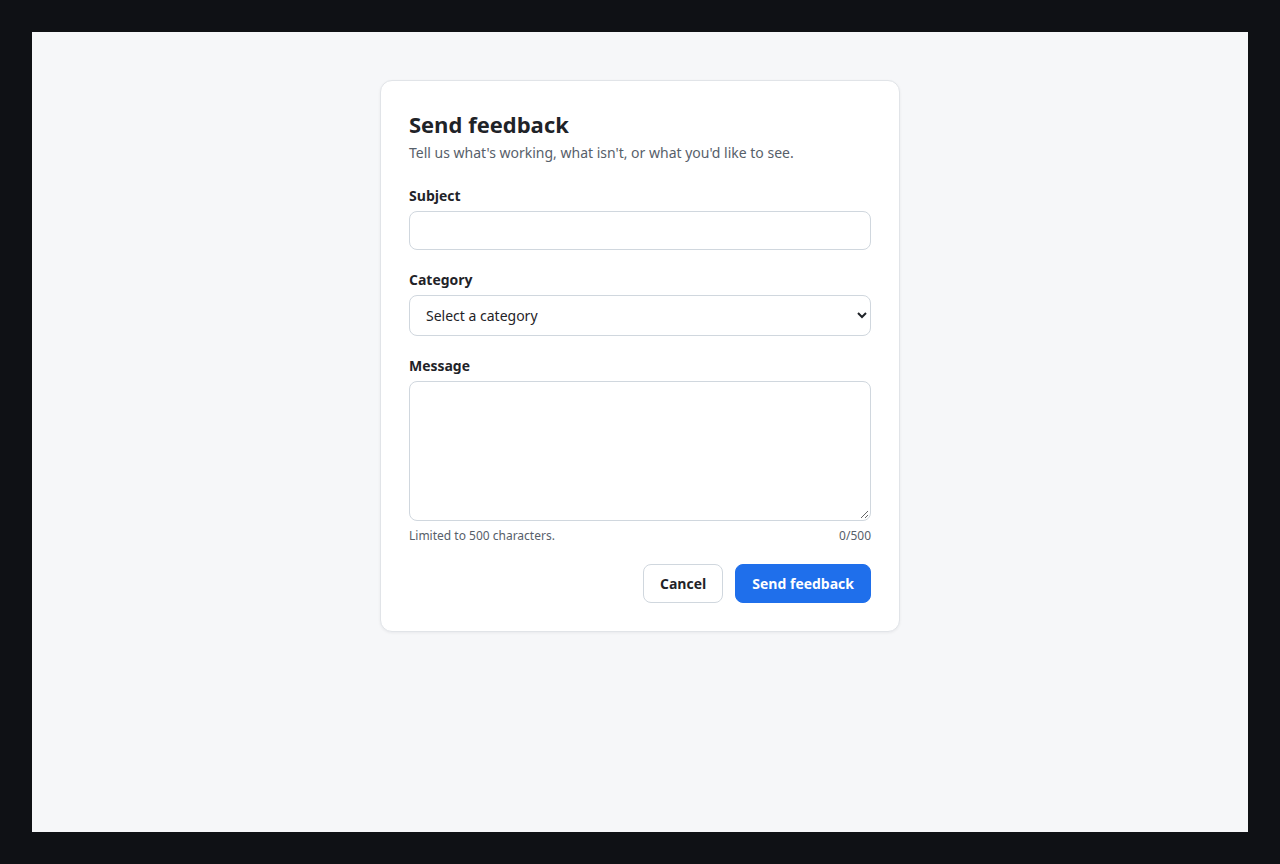 Send feedback
Tell us what's working, what isn't, or what you'd like to see.
Subject
Category
Select a category
Message
Limited to 500 characters. 0/500
Cancel Send feedback